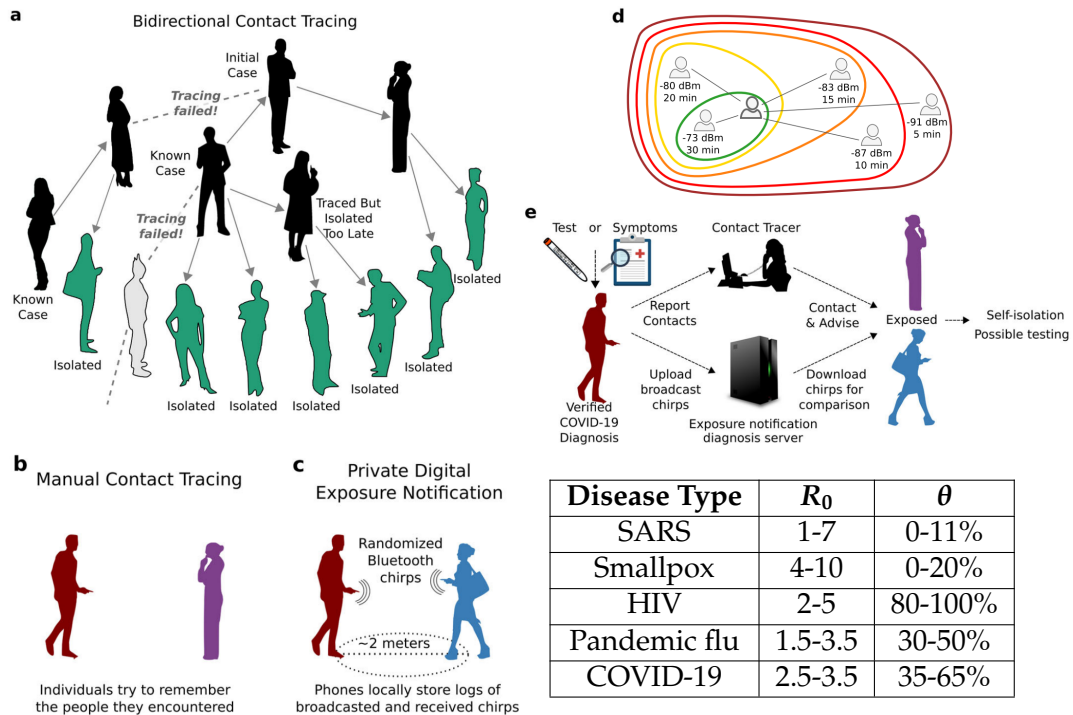 a
Bidirectional Contact Tracing
Initial
Case
Tracing
failed!
Known
Case
Tracing
failed!
Traced But
Isolated
Too Late
Known
Case
Isolated
Isolated
Isolated
Isolated
Isolated
Isolated
Isolated
b
Manual Contact Tracing
Individuals try to remember
the people they encountered
c
Private Digital
Exposure Notification
Randomized
Bluetooth
chirps
~2 meters
Phones locally store logs of
broadcasted and received chirps
d
-80 dBm
20 min
-83 dBm
15 min
-73 dBm
30 min
-91 dBm
5 min
-87 dBm
10 min
e
Test or Symptoms
Contact Tracer
Report
Contacts
Contact
& Advise
Exposed
Self-isolation
Possible testing
Upload
broadcast
chirps
Download
chirps for
comparison
Verified
COVID-19
Diagnosis
Exposure notification
diagnosis server
Disease Type R0 θ
SARS 1-7 0-11%
Smallpox 4-10 0-20%
HIV 2-5 80-100%
Pandemic flu 1.5-3.5 30-50%
COVID-19 2.5-3.5 35-65%